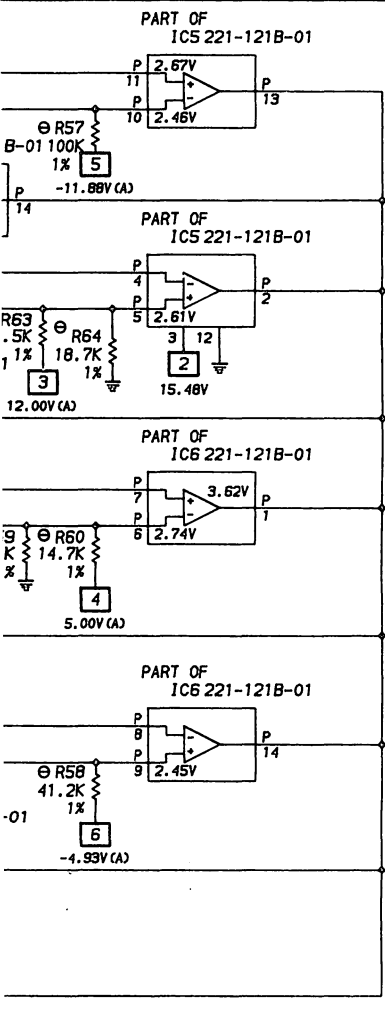 PART OF
IC5 221-121B-01
P 2.67V P
11 13
P
10 2.46V
⊖ R57
B-01 100K
1% 5
-11.88V(A)
P
14
PART OF
IC5 221-121B-01
P P
4 2
P
5 2.61V
R63 ⊖ R64
.5K 18.7K
1% 1%
1
3 12
3 2
12.00V(A) 15.48V
PART OF
IC6 221-121B-01
P 3.62V P
7 1
P
6 2.74V
9 ⊖ R60
K 14.7K
% 1%
4
5.00V(A)
PART OF
IC6 221-121B-01
P P
8 14
P
9 2.45V
⊖ R58
41.2K
1%
-01
6
-4.93V(A)